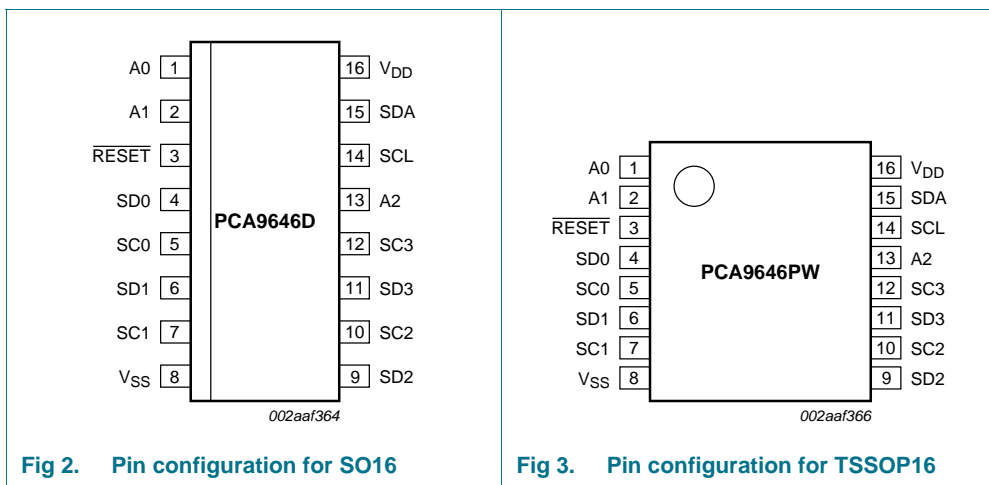 A0 1 16 VDD
A1 2 15 SDA
RESET 3 14 SCL
SD0 4 13 A2
SC0 5 12 SC3
SD1 6 11 SD3
SC1 7 10 SC2
VSS 8 9 SD2
PCA9646D
002aaf364
Fig 2. Pin configuration for SO16
A0 1 16 VDD
A1 2 15 SDA
RESET 3 14 SCL
SD0 4 13 A2
SC0 5 12 SC3
SD1 6 11 SD3
SC1 7 10 SC2
VSS 8 9 SD2
PCA9646PW
002aaf366
Fig 3. Pin configuration for TSSOP16